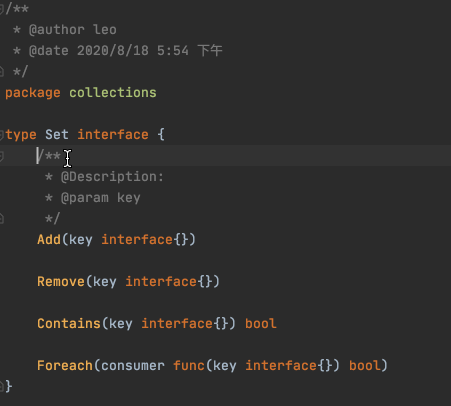 /**
 * @author leo
 * @date 2020/8/18 5:54 下午
 */
package collections
type Set interface {
    /**
     * @Description:
     * @param key
     */
    Add(key interface{})
    Remove(key interface{})
    Contains(key interface{}) bool
    Foreach(consumer func(key interface{}) bool)
}